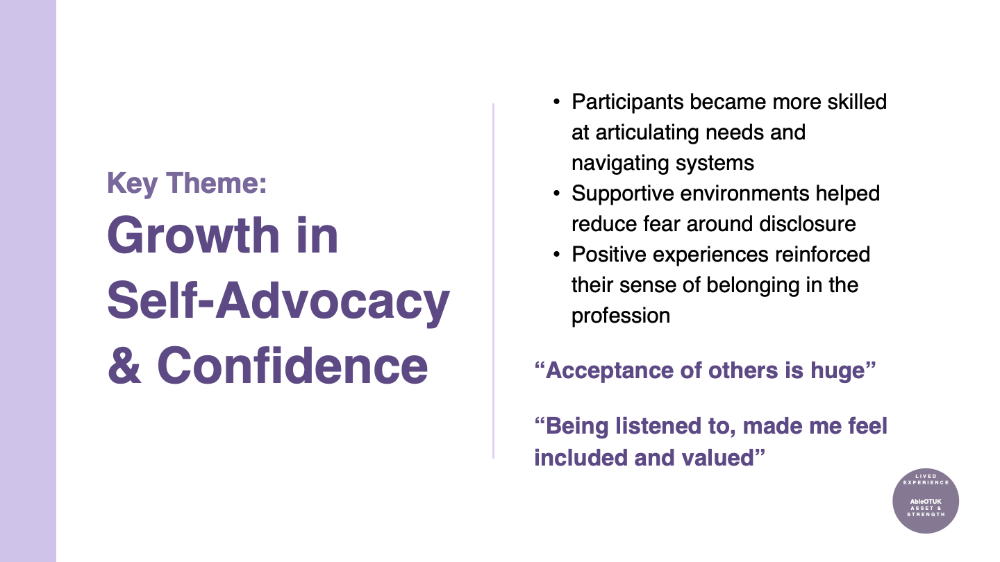 Key Theme:
Growth in
Self-Advocacy
& Confidence
• Participants became more skilled
at articulating needs and
navigating systems
• Supportive environments helped
reduce fear around disclosure
• Positive experiences reinforced
their sense of belonging in the
profession
“Acceptance of others is huge”
“Being listened to, made me feel
included and valued”
LIVED
EXPERIENCE
AbleOTUK
ASSET &
STRENGTH